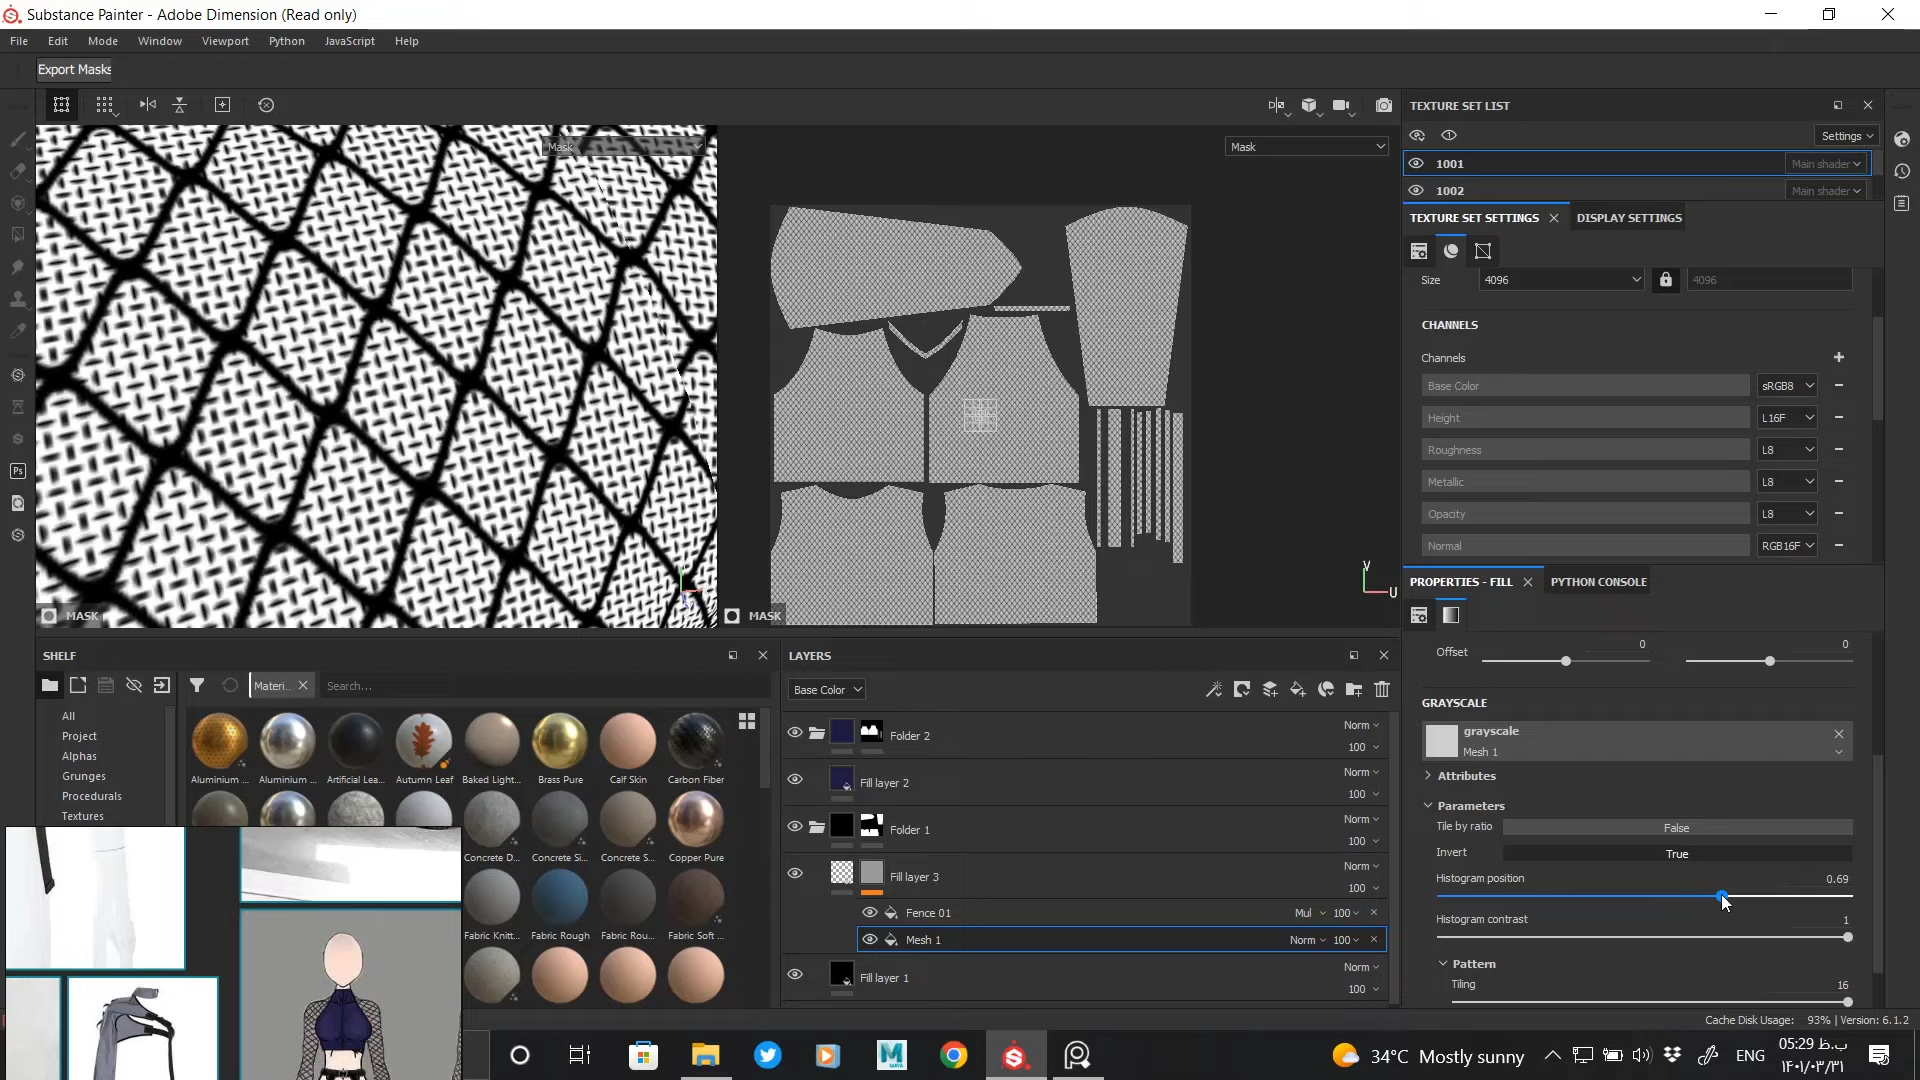 Substance Painter - Adobe Dimension (Read only)
File Edit Mode Window Viewport Python JavaScript Help
Export Masks
Mask
Mask
MASK
MASK
V
U
TEXTURE SET LIST
Settings
1001 Main shader
1002 Main shader
TEXTURE SET SETTINGS DISPLAY SETTINGS
Size 4096 4096
CHANNELS
Channels
Base Color sRGB8
Height L16F
Roughness L8
Metallic L8
Opacity L8
Normal RGB16F
PROPERTIES - FILL PYTHON CONSOLE
Offset 0 0
GRAYSCALE
grayscale
Mesh 1
Attributes
Parameters
Tile by ratio False
Invert True
Histogram position 0.69
Histogram contrast 1
Pattern
Tiling 16
SHELF
Materi... Search...
All
Project
Alphas
Grunges
Procedurals
Textures
Aluminium ... Aluminium ... Artificial Lea... Autumn Leaf Baked Light... Brass Pure Calf Skin Carbon Fiber
Concrete D... Concrete Si... Concrete S... Copper Pure
Fabric Knitt... Fabric Rough Fabric Rou... Fabric Soft ...
LAYERS
Base Color
Folder 2 Norm 100
Fill layer 2 Norm 100
Folder 1 Norm 100
Fill layer 3 Norm 100
Fence 01 Mul 100
Mesh 1 Norm 100
Fill layer 1 Norm 100
Cache Disk Usage: 93% | Version: 6.1.2
Ps
MAYA
34°C Mostly sunny
ENG
05:29 ب.ظ
۱۴۰۱/۰۳/۳۱